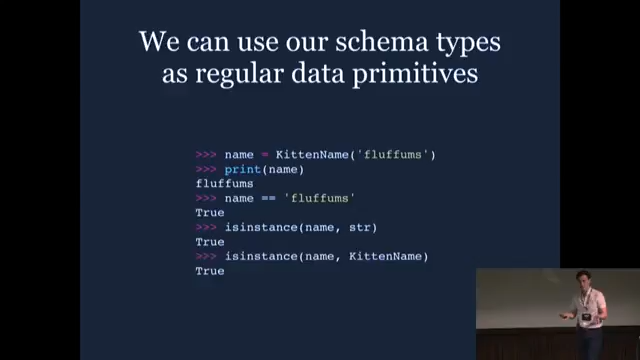 We can use our schema types
as regular data primitives
>>> name = KittenName('fluffums')
>>> print(name)
fluffums
>>> name == 'fluffums'
True
>>> isinstance(name, str)
True
>>> isinstance(name, KittenName)
True